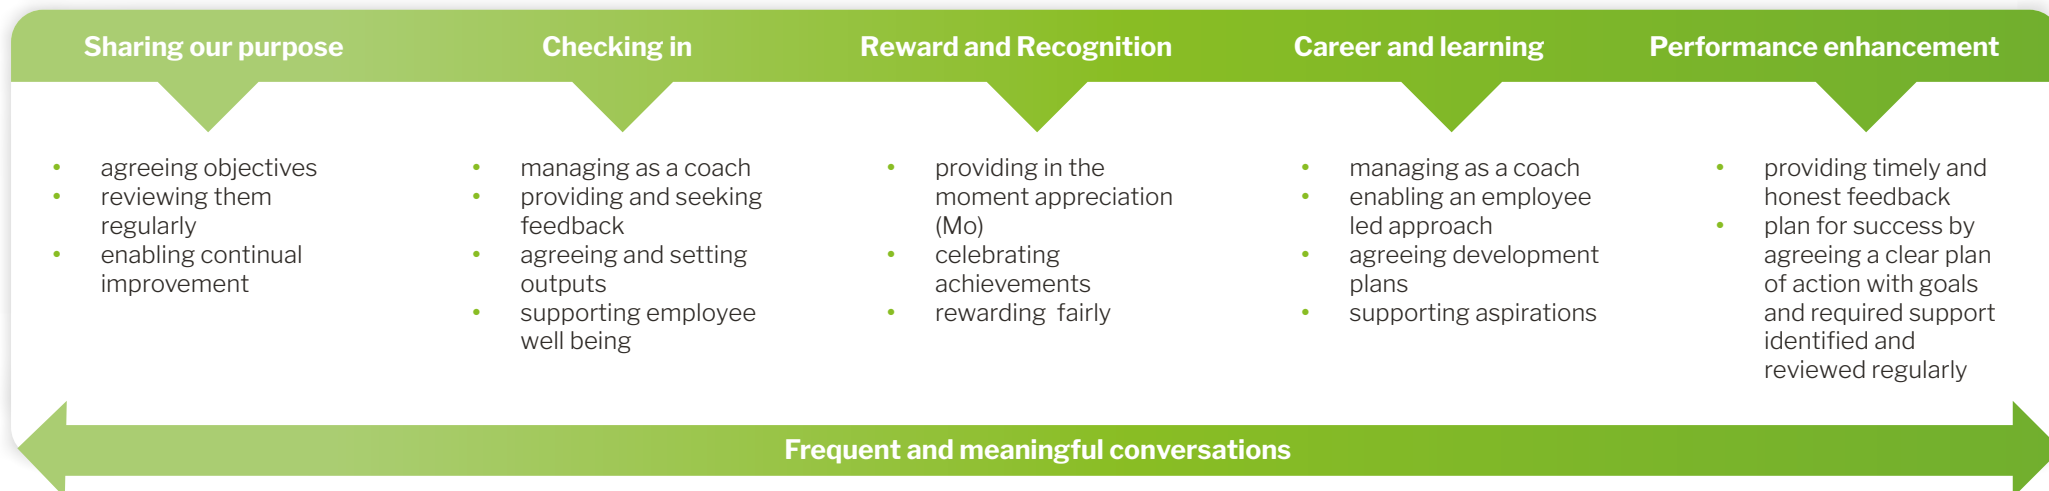 Sharing our purpose
• agreeing objectives
• reviewing them
regularly
• enabling continual
improvement
Checking in
• managing as a coach
• providing and seeking
feedback
• agreeing and setting
outputs
• supporting employee
well being
Reward and Recognition
• providing in the
moment appreciation
(Mo)
• celebrating
achievements
• rewarding fairly
Career and learning
• managing as a coach
• enabling an employee
led approach
• agreeing development
plans
• supporting aspirations
Performance enhancement
• providing timely and
honest feedback
• plan for success by
agreeing a clear plan
of action with goals
and required support
identified and
reviewed regularly
Frequent and meaningful conversations